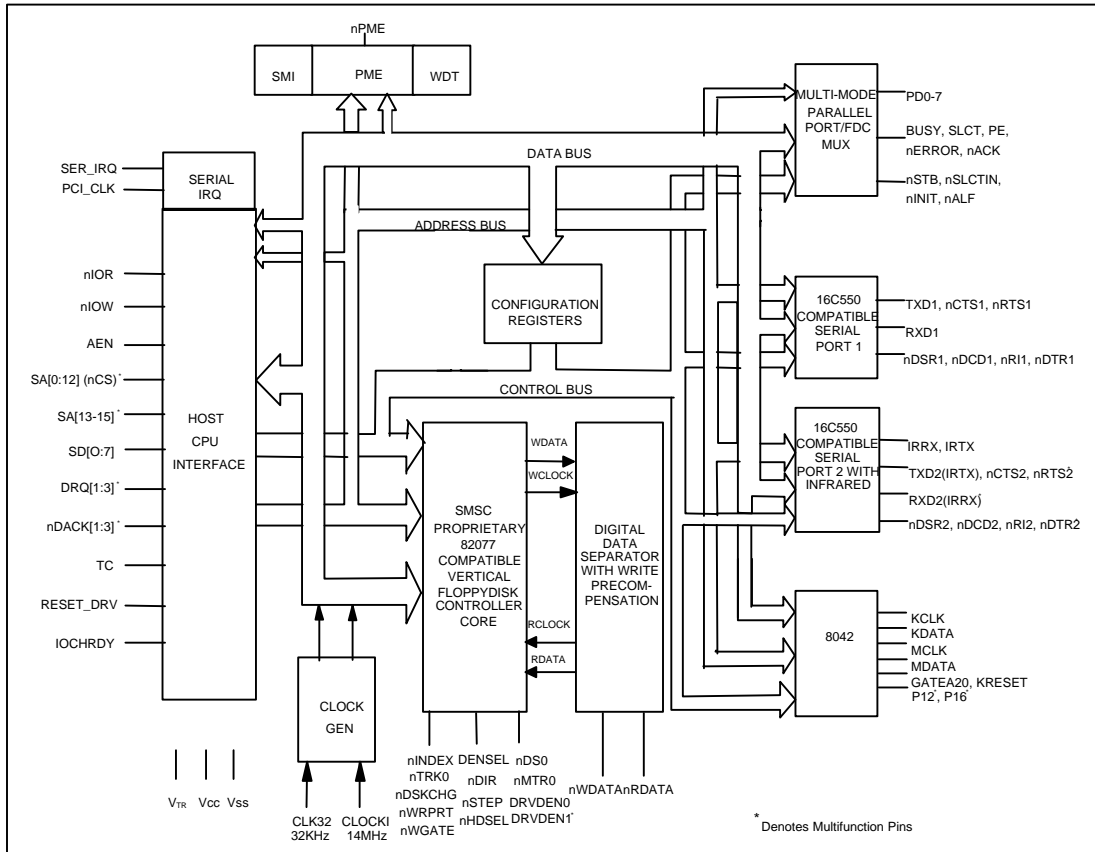 nPME
SMI
PME
WDT
SER_IRQ
PCI_CLK
SERIAL
IRQ
DATA BUS
ADDRESS BUS
MULTI-MODE
PARALLEL
PORT/FDC
MUX
PD0-7
BUSY, SLCT, PE,
nERROR, nACK
nSTB, nSLCTIN,
nINIT, nALF
nIOR
nIOW
AEN
SA[0:12] (nCS)*
SA[13-15]*
SD[O:7]
DRQ[1:3]*
nDACK[1:3]*
TC
RESET_DRV
IOCHRDY
HOST
CPU
INTERFACE
CONFIGURATION
REGISTERS
CONTROL BUS
16C550
COMPATIBLE
SERIAL
PORT 1
TXD1, nCTS1, nRTS1
RXD1
nDSR1, nDCD1, nRI1, nDTR1
16C550
COMPATIBLE
SERIAL
PORT 2 WITH
INFRARED
IRRX, IRTX
TXD2(IRTX), nCTS2, nRTS2*
RXD2(IRRX)*
nDSR2, nDCD2, nRI2, nDTR2*
SMSC
PROPRIETARY
82077
COMPATIBLE
VERTICAL
FLOPPYDISK
CONTROLLER
CORE
WDATA
WCLOCK
RCLOCK
RDATA
DIGITAL
DATA
SEPARATOR
WITH WRITE
PRECOM-
PENSATION
8042
KCLK
KDATA
MCLK
MDATA
GATEA20, KRESET
P12*, P16*
CLOCK
GEN
CLK32
32KHz
CLOCKI
14MHz
VTR
Vcc
Vss
nINDEX
nTRK0
nDSKCHG
nWRPRT
nWGATE
DENSEL
nDIR
nSTEP
nHDSEL
nDS0
nMTR0
DRVDEN0
DRVDEN1*
nWDATA
nRDATA
* Denotes Multifunction Pins